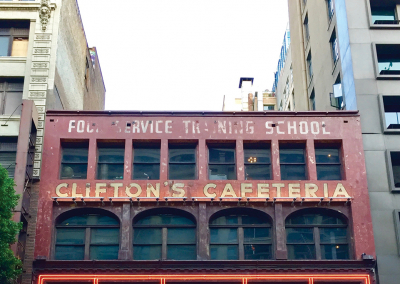 FOOD SERVICE TRAINING SCHOOL
CLIFTON'S CAFETERIA